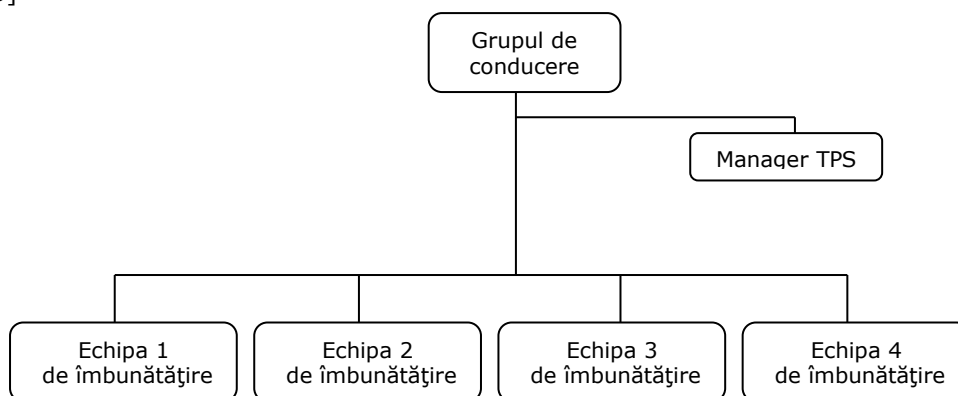 Grupul de
conducere
Manager TPS
Echipa 1
de îmbunătăţire
Echipa 2
de îmbunătăţire
Echipa 3
de îmbunătăţire
Echipa 4
de îmbunătăţire